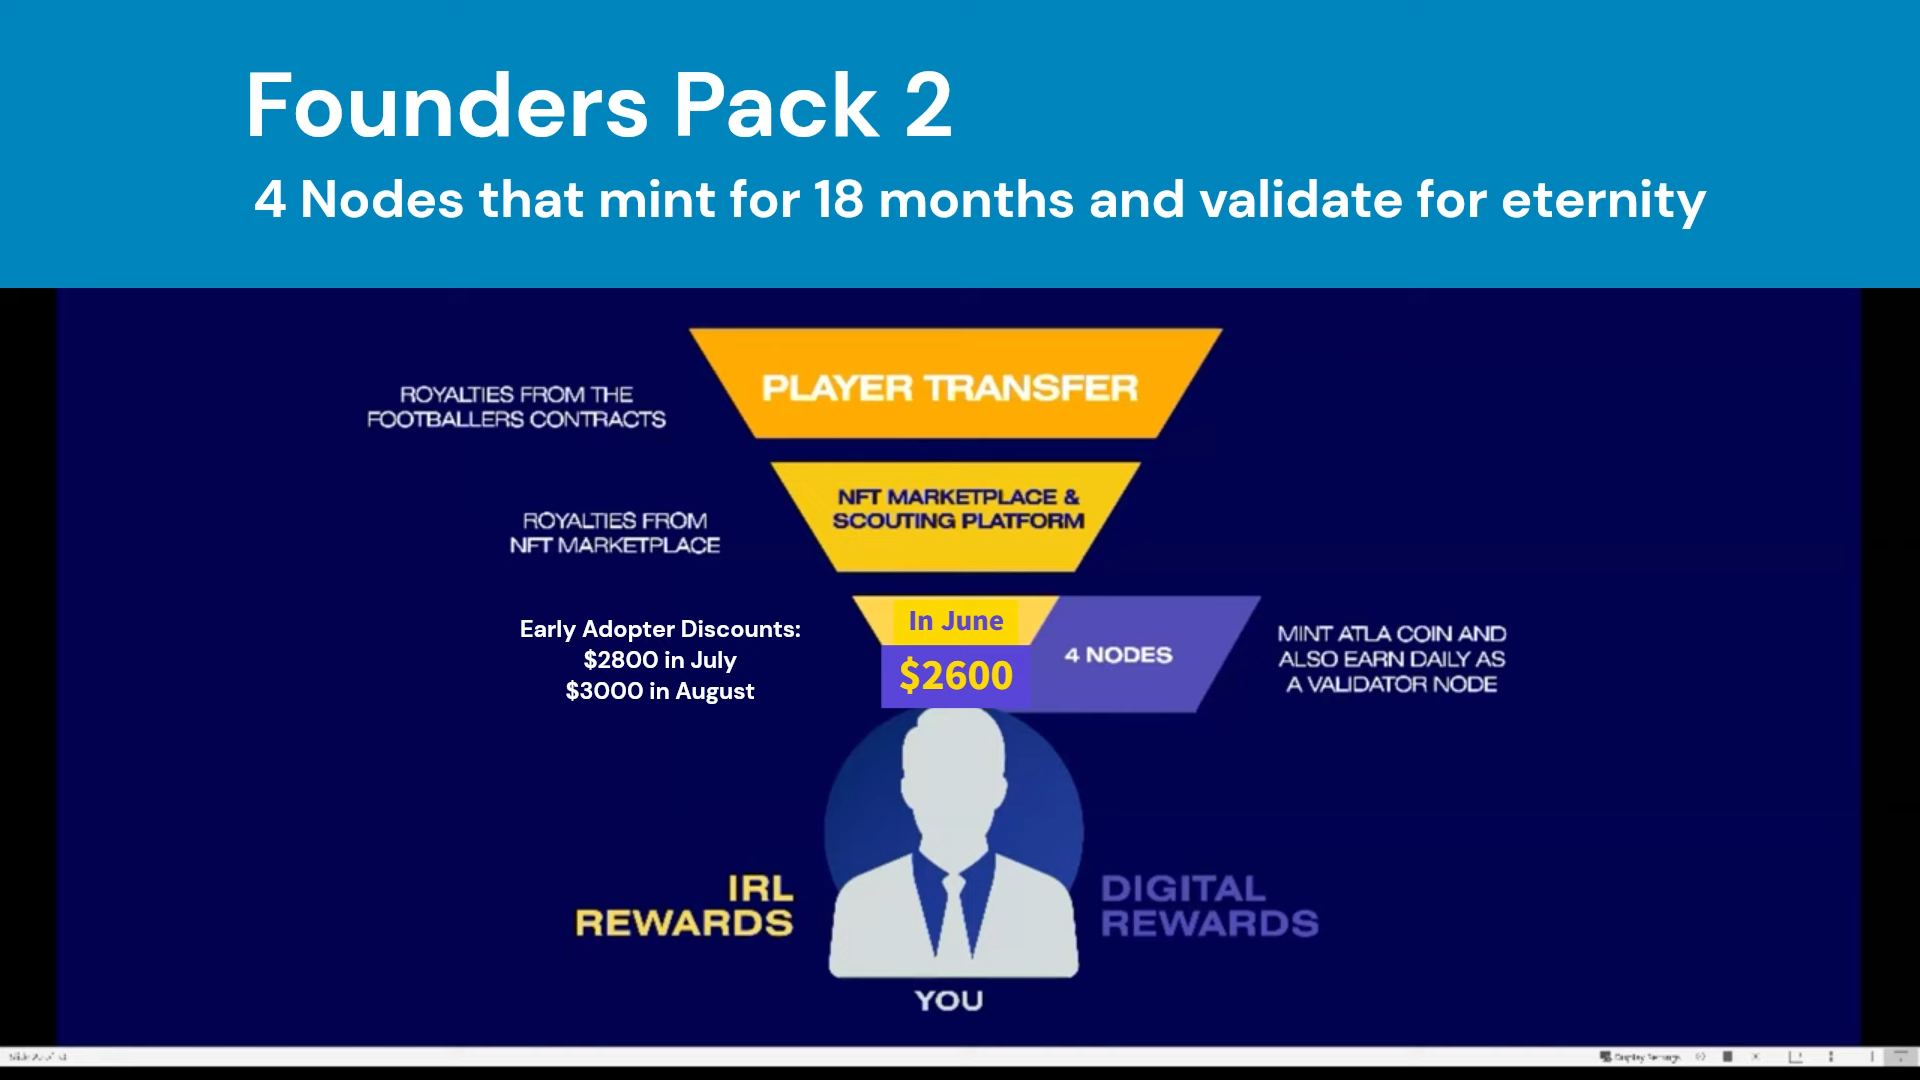 Founders Pack 2
4 Nodes that mint for 18 months and validate for eternity
ROYALTIES FROM THE
FOOTBALLERS CONTRACTS
PLAYER TRANSFER
ROYALTIES FROM
NFT MARKETPLACE
NFT MARKETPLACE &
SCOUTING PLATFORM
Early Adopter Discounts:
$2800 in July
$3000 in August
In June
$2600
4 NODES
MINT ATLA COIN AND
ALSO EARN DAILY AS
A VALIDATOR NODE
IRL
REWARDS
DIGITAL
REWARDS
YOU
Display Settings